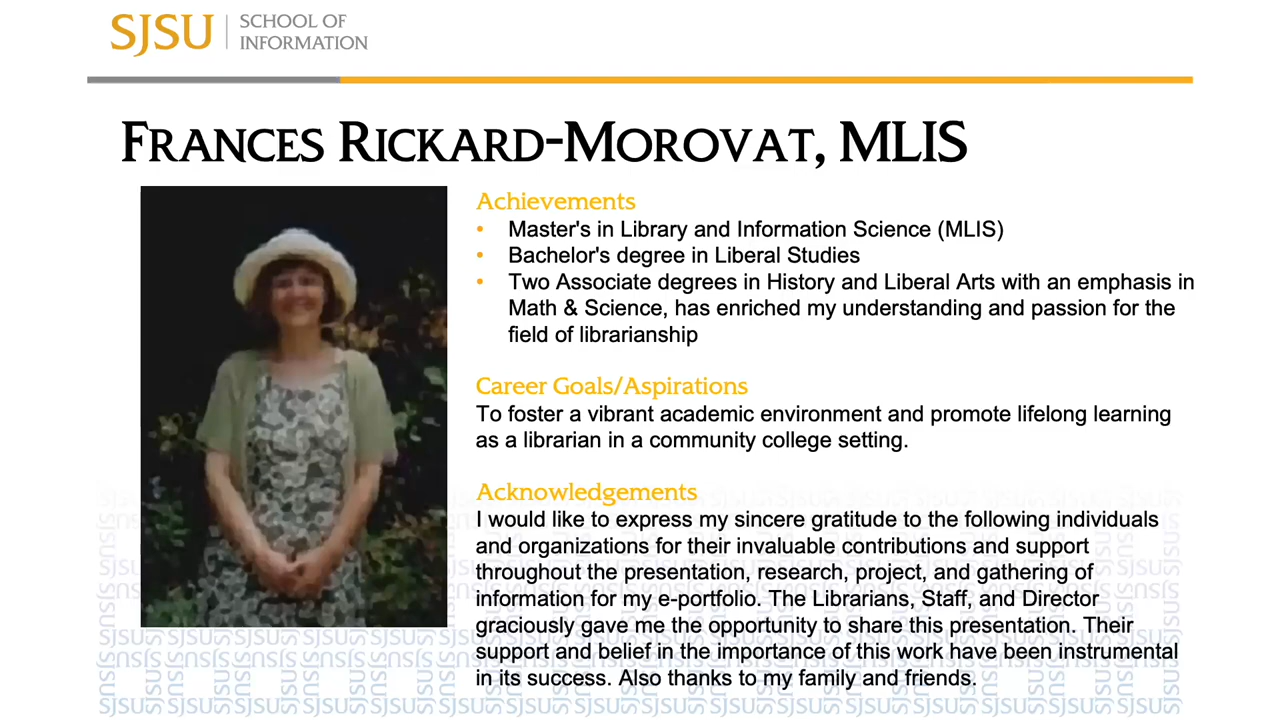 SJSU SCHOOL OF
INFORMATION
FRANCES RICKARD-MOROVAT, MLIS
Achievements
• Master's in Library and Information Science (MLIS)
• Bachelor's degree in Liberal Studies
• Two Associate degrees in History and Liberal Arts with an emphasis in
Math & Science, has enriched my understanding and passion for the
field of librarianship
Career Goals/Aspirations
To foster a vibrant academic environment and promote lifelong learning
as a librarian in a community college setting.
Acknowledgements
I would like to express my sincere gratitude to the following individuals
and organizations for their invaluable contributions and support
throughout the presentation, research, project, and gathering of
information for my e-portfolio. The Librarians, Staff, and Director
graciously gave me the opportunity to share this presentation. Their
support and belief in the importance of this work have been instrumental
in its success. Also thanks to my family and friends.